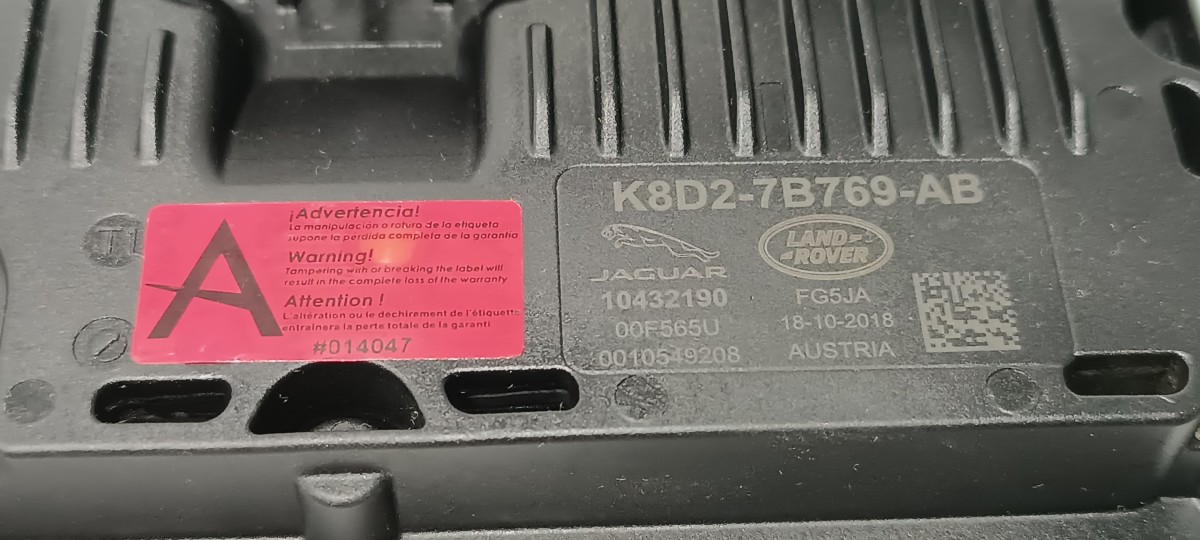 A
¡Advertencia!
La manipulación o rotura de la etiqueta
supone la perdida completa de la garantía
Warning!
Tampering with or breaking the label will
result in the complete loss of the warranty
Attention !
L'altération ou le déchirement de l'étiquette
entraînera la perte totale de la garanti
#014047
K8D2-7B769-AB
JAGUAR
LAND
ROVER
10432190
FG5JA
00F565U
18-10-2018
0010549208
AUSTRIA